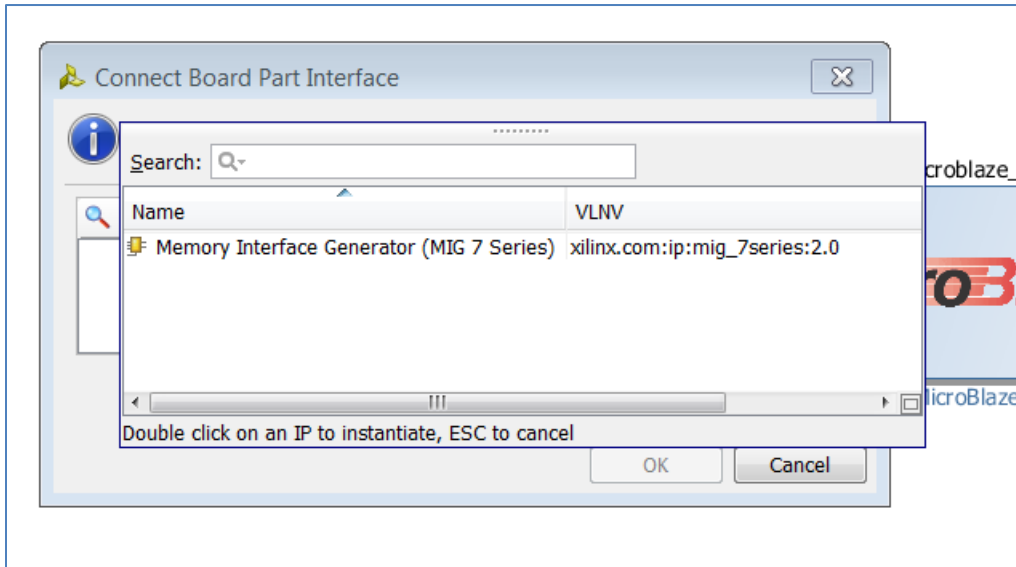 Connect Board Part Interface
Search:
croblaze_
Name VLNV
Memory Interface Generator (MIG 7 Series) xilinx.com:ip:mig_7series:2.0
roB
licroBlaze
Double click on an IP to instantiate, ESC to cancel
OK Cancel